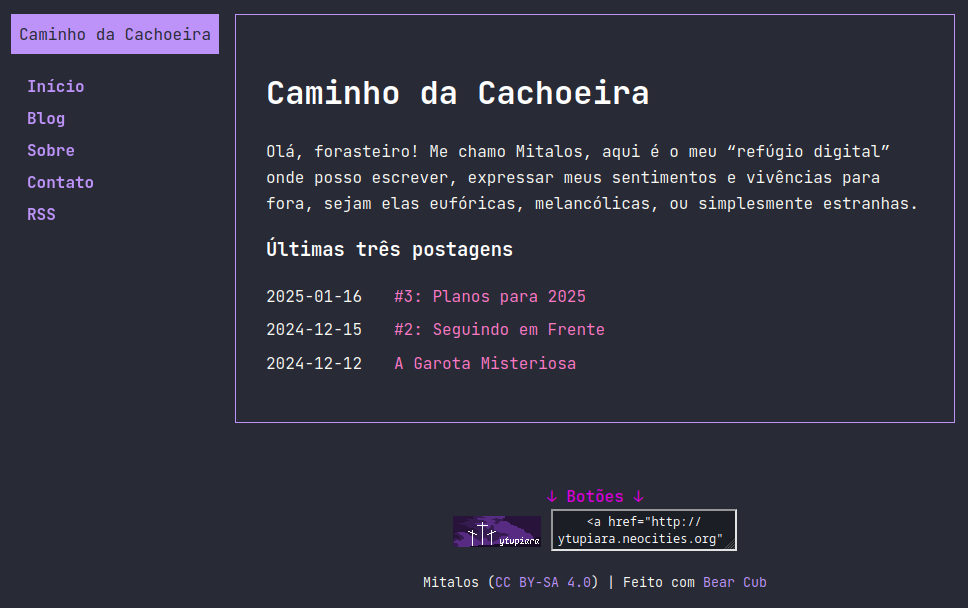 Caminho da Cachoeira
Início
Blog
Sobre
Contato
RSS
Caminho da Cachoeira
Olá, forasteiro! Me chamo Mitalos, aqui é o meu “refúgio digital”
onde posso escrever, expressar meus sentimentos e vivências para
fora, sejam elas eufóricas, melancólicas, ou simplesmente estranhas.
Últimas três postagens
2025-01-16 #3: Planos para 2025
2024-12-15 #2: Seguindo em Frente
2024-12-12 A Garota Misteriosa
↓ Botões ↓
ytupiara
<a href="http://
ytupiara.neocities.org"
Mitalos (CC BY-SA 4.0) | Feito com Bear Cub